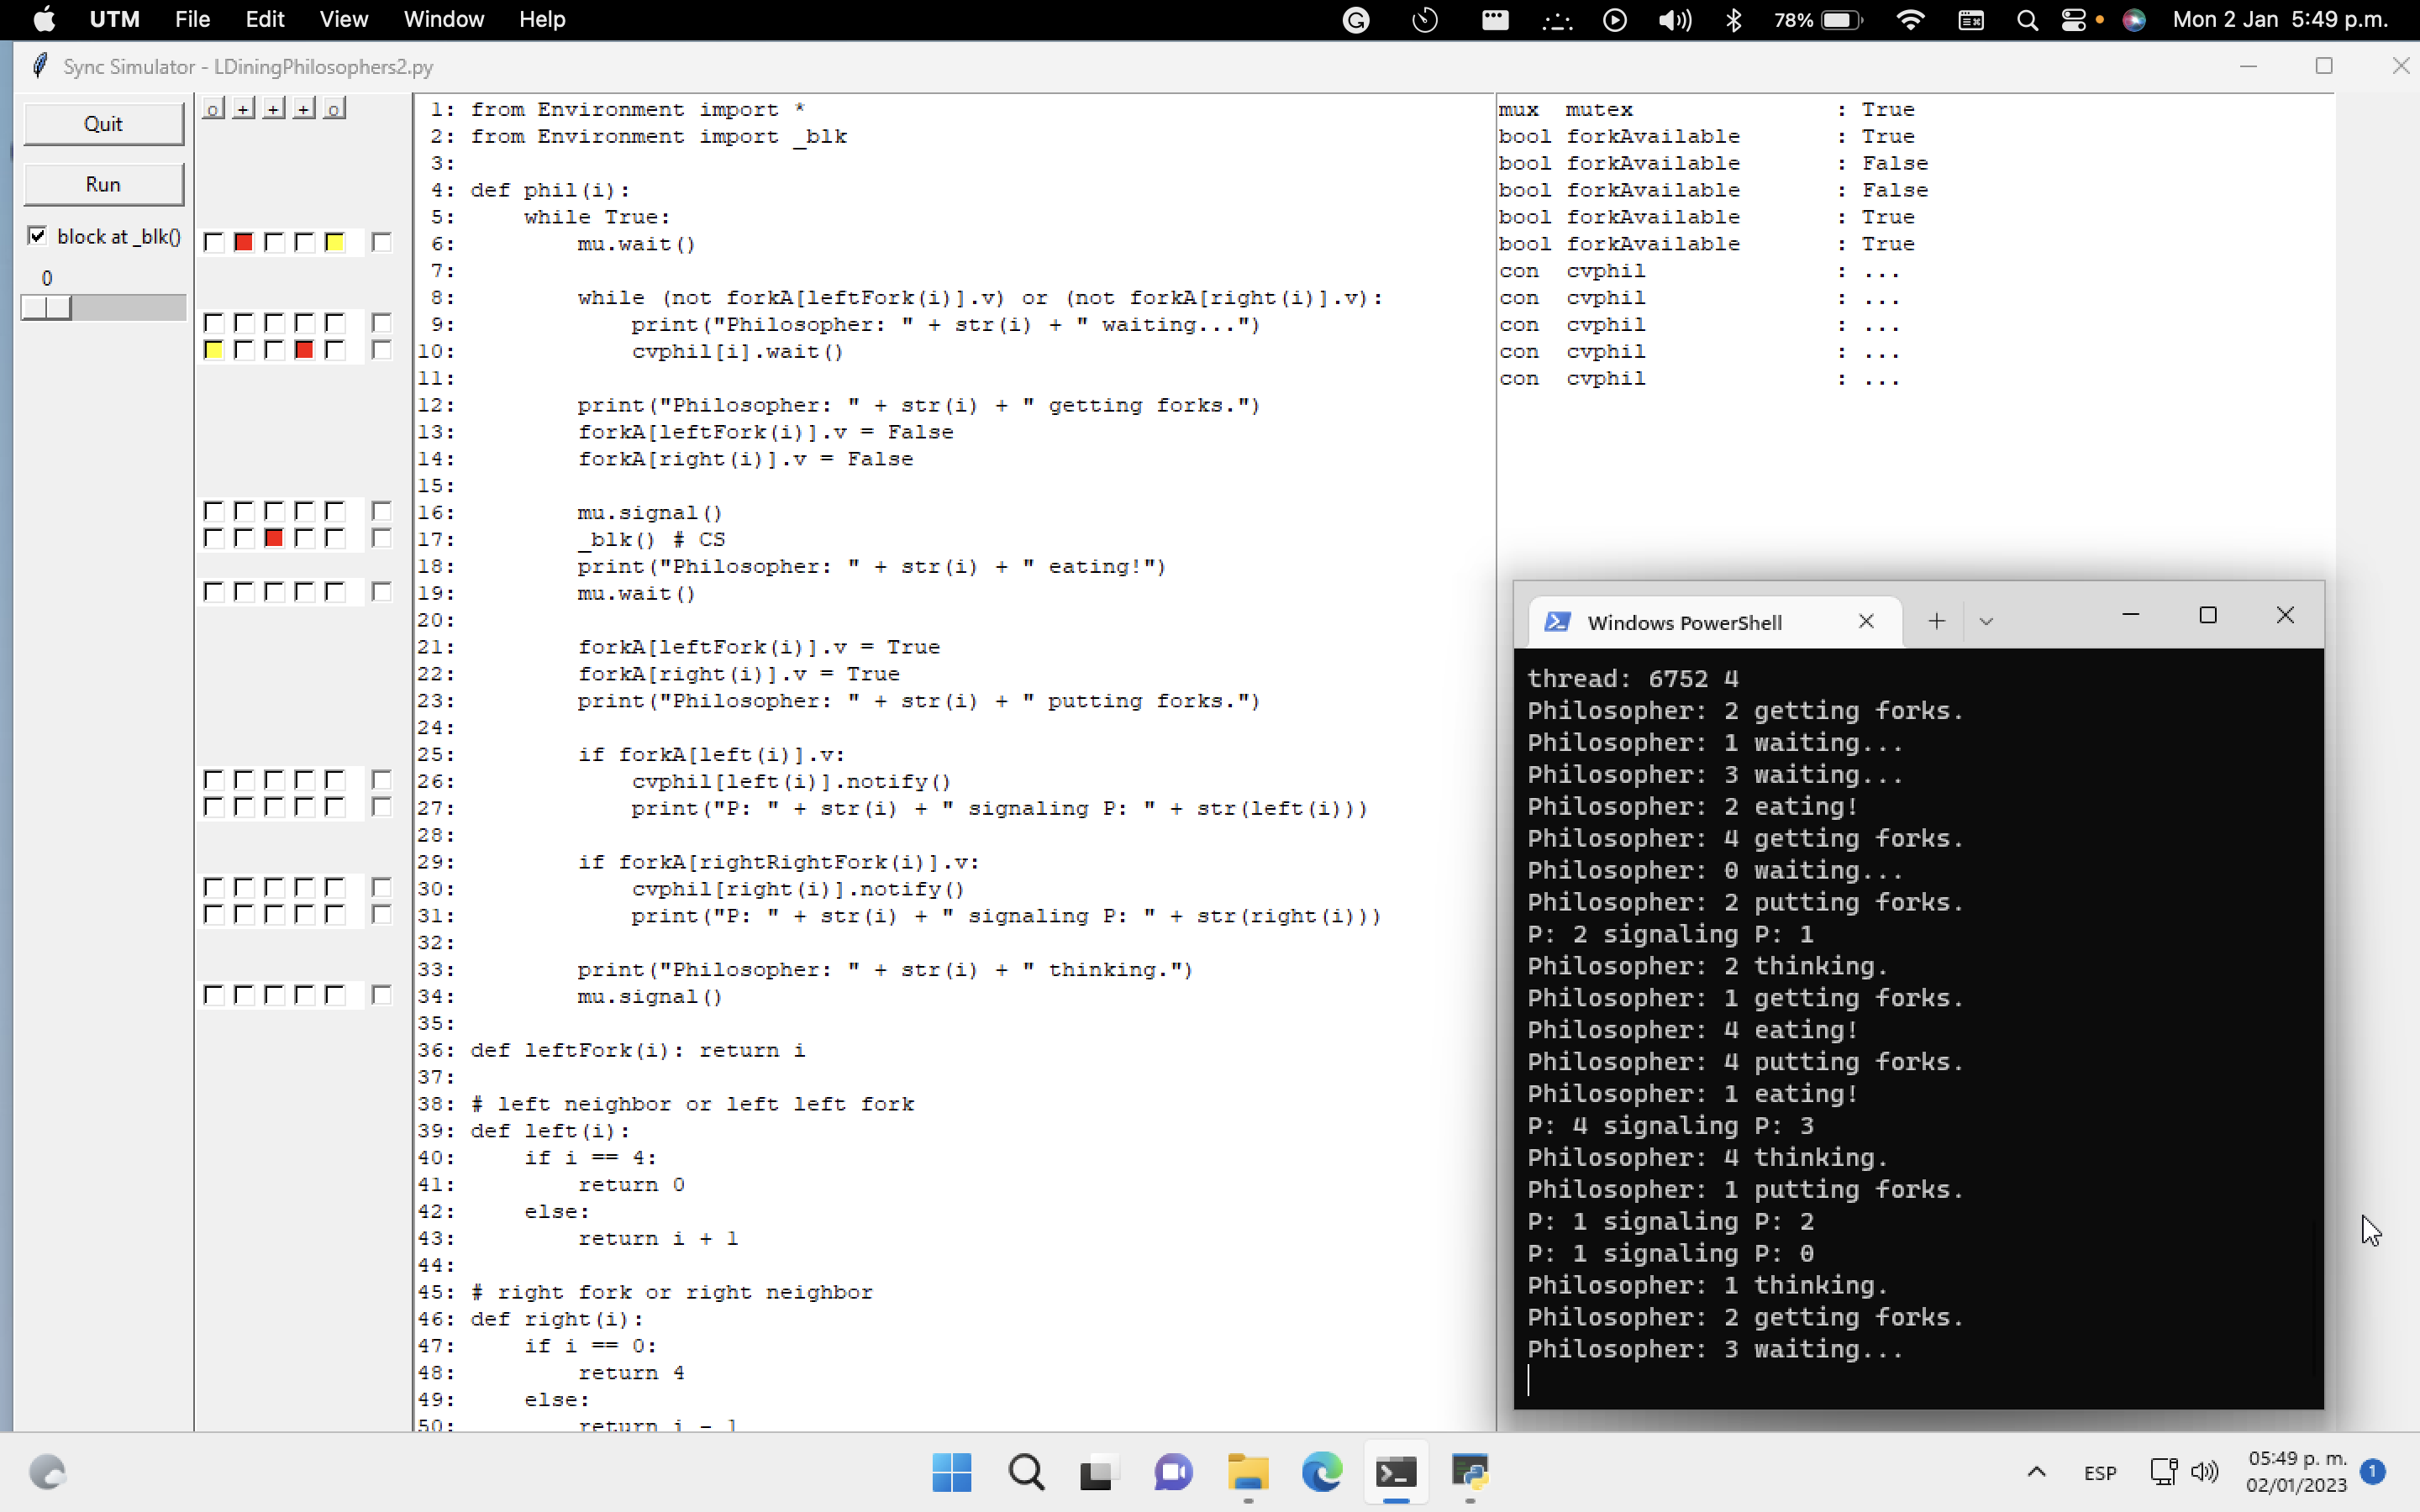 UTM File Edit View Window Help 78% Mon 2 Jan 5:49 p.m.
Sync Simulator - LDiningPhilosophers2.py
Quit
Run
block at _blk()
0
o + + + o
1: from Environment import *
2: from Environment import _blk
3:
4: def phil(i):
5: while True:
6: mu.wait()
7:
8: while (not forkA[leftFork(i)].v) or (not forkA[right(i)].v):
9: print("Philosopher: " + str(i) + " waiting...")
10: cvphil[i].wait()
11:
12: print("Philosopher: " + str(i) + " getting forks.")
13: forkA[leftFork(i)].v = False
14: forkA[right(i)].v = False
15:
16: mu.signal()
17: _blk() # CS
18: print("Philosopher: " + str(i) + " eating!")
19: mu.wait()
20:
21: forkA[leftFork(i)].v = True
22: forkA[right(i)].v = True
23: print("Philosopher: " + str(i) + " putting forks.")
24:
25: if forkA[left(i)].v:
26: cvphil[left(i)].notify()
27: print("P: " + str(i) + " signaling P: " + str(left(i)))
28:
29: if forkA[rightRightFork(i)].v:
30: cvphil[right(i)].notify()
31: print("P: " + str(i) + " signaling P: " + str(right(i)))
32:
33: print("Philosopher: " + str(i) + " thinking.")
34: mu.signal()
35:
36: def leftFork(i): return i
37:
38: # left neighbor or left left fork
39: def left(i):
40: if i == 4:
41: return 0
42: else:
43: return i + 1
44:
45: # right fork or right neighbor
46: def right(i):
47: if i == 0:
48: return 4
49: else:
50: return i - 1
mux mutex : True
bool forkAvailable : True
bool forkAvailable : False
bool forkAvailable : False
bool forkAvailable : True
bool forkAvailable : True
con cvphil : ...
con cvphil : ...
con cvphil : ...
con cvphil : ...
con cvphil : ...
Windows PowerShell
thread: 6752 4
Philosopher: 2 getting forks.
Philosopher: 1 waiting...
Philosopher: 3 waiting...
Philosopher: 2 eating!
Philosopher: 4 getting forks.
Philosopher: 0 waiting...
Philosopher: 2 putting forks.
P: 2 signaling P: 1
Philosopher: 2 thinking.
Philosopher: 1 getting forks.
Philosopher: 4 eating!
Philosopher: 4 putting forks.
Philosopher: 1 eating!
P: 4 signaling P: 3
Philosopher: 4 thinking.
Philosopher: 1 putting forks.
P: 1 signaling P: 2
P: 1 signaling P: 0
Philosopher: 1 thinking.
Philosopher: 2 getting forks.
Philosopher: 3 waiting...
ESP
05:49 p. m.
02/01/2023
1